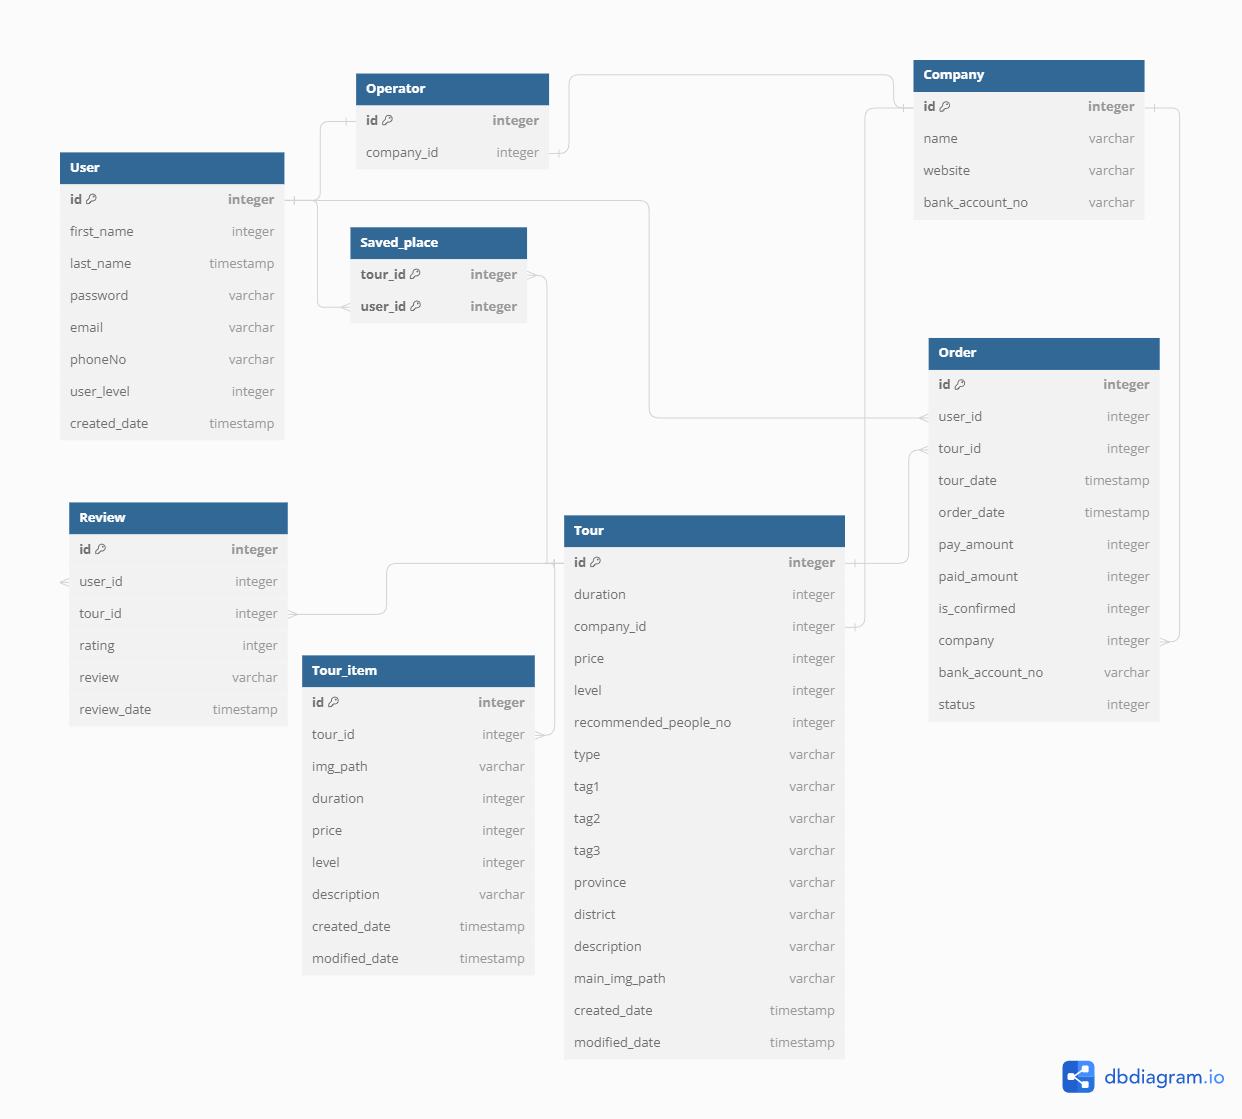 Operator
id integer
company_id integer
Company
id integer
name varchar
website varchar
bank_account_no varchar
User
id integer
first_name integer
last_name timestamp
password varchar
email varchar
phoneNo varchar
user_level integer
created_date timestamp
Saved_place
tour_id integer
user_id integer
Order
id integer
user_id integer
tour_id integer
tour_date timestamp
order_date timestamp
pay_amount integer
paid_amount integer
is_confirmed integer
company integer
bank_account_no varchar
status integer
Review
id integer
user_id integer
tour_id integer
rating intger
review varchar
review_date timestamp
Tour
id integer
duration integer
company_id integer
price integer
level integer
recommended_people_no integer
type varchar
tag1 varchar
tag2 varchar
tag3 varchar
province varchar
district varchar
description varchar
main_img_path varchar
created_date timestamp
modified_date timestamp
Tour_item
id integer
tour_id integer
img_path varchar
duration integer
price integer
level integer
description varchar
created_date timestamp
modified_date timestamp
dbdiagram.io